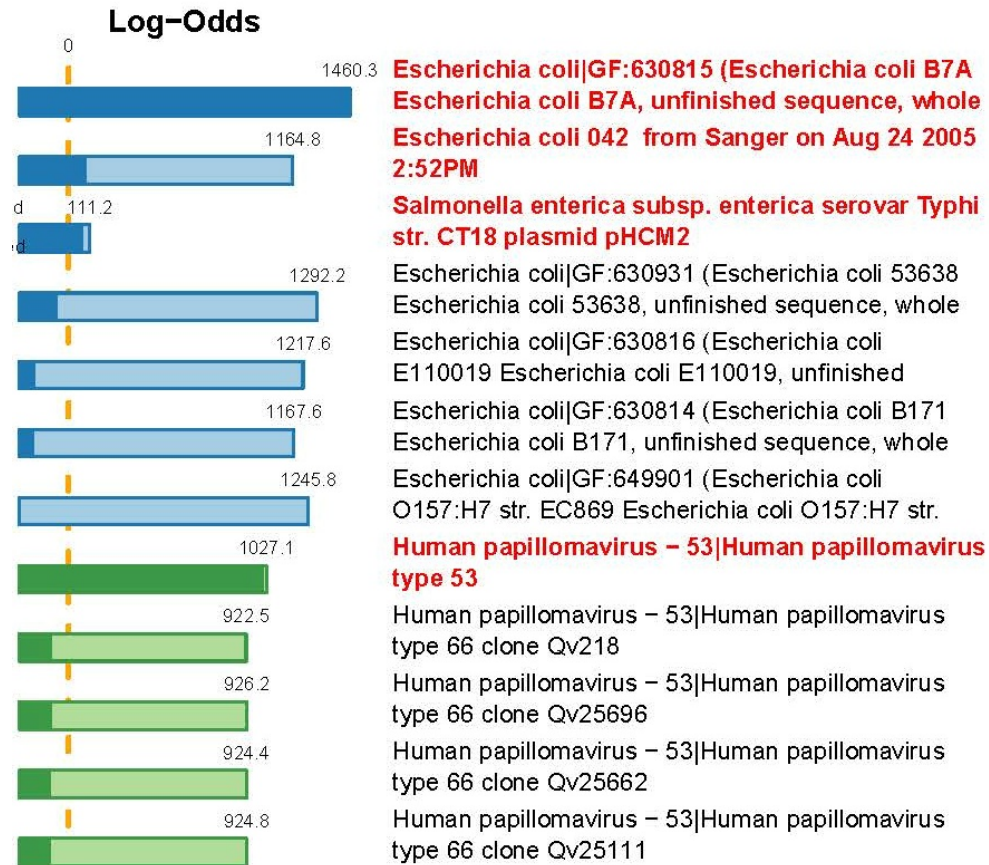 Log−Odds
0
1460.3
Escherichia coli|GF:630815 (Escherichia coli B7A
Escherichia coli B7A, unfinished sequence, whole
1164.8
Escherichia coli 042 from Sanger on Aug 24 2005
2:52PM
d
111.2
Salmonella enterica subsp. enterica serovar Typhi
str. CT18 plasmid pHCM2
1292.2
Escherichia coli|GF:630931 (Escherichia coli 53638
Escherichia coli 53638, unfinished sequence, whole
1217.6
Escherichia coli|GF:630816 (Escherichia coli
E110019 Escherichia coli E110019, unfinished
1167.6
Escherichia coli|GF:630814 (Escherichia coli B171
Escherichia coli B171, unfinished sequence, whole
1245.8
Escherichia coli|GF:649901 (Escherichia coli
O157:H7 str. EC869 Escherichia coli O157:H7 str.
1027.1
Human papillomavirus − 53|Human papillomavirus
type 53
922.5
Human papillomavirus − 53|Human papillomavirus
type 66 clone Qv218
926.2
Human papillomavirus − 53|Human papillomavirus
type 66 clone Qv25696
924.4
Human papillomavirus − 53|Human papillomavirus
type 66 clone Qv25662
924.8
Human papillomavirus − 53|Human papillomavirus
type 66 clone Qv25111